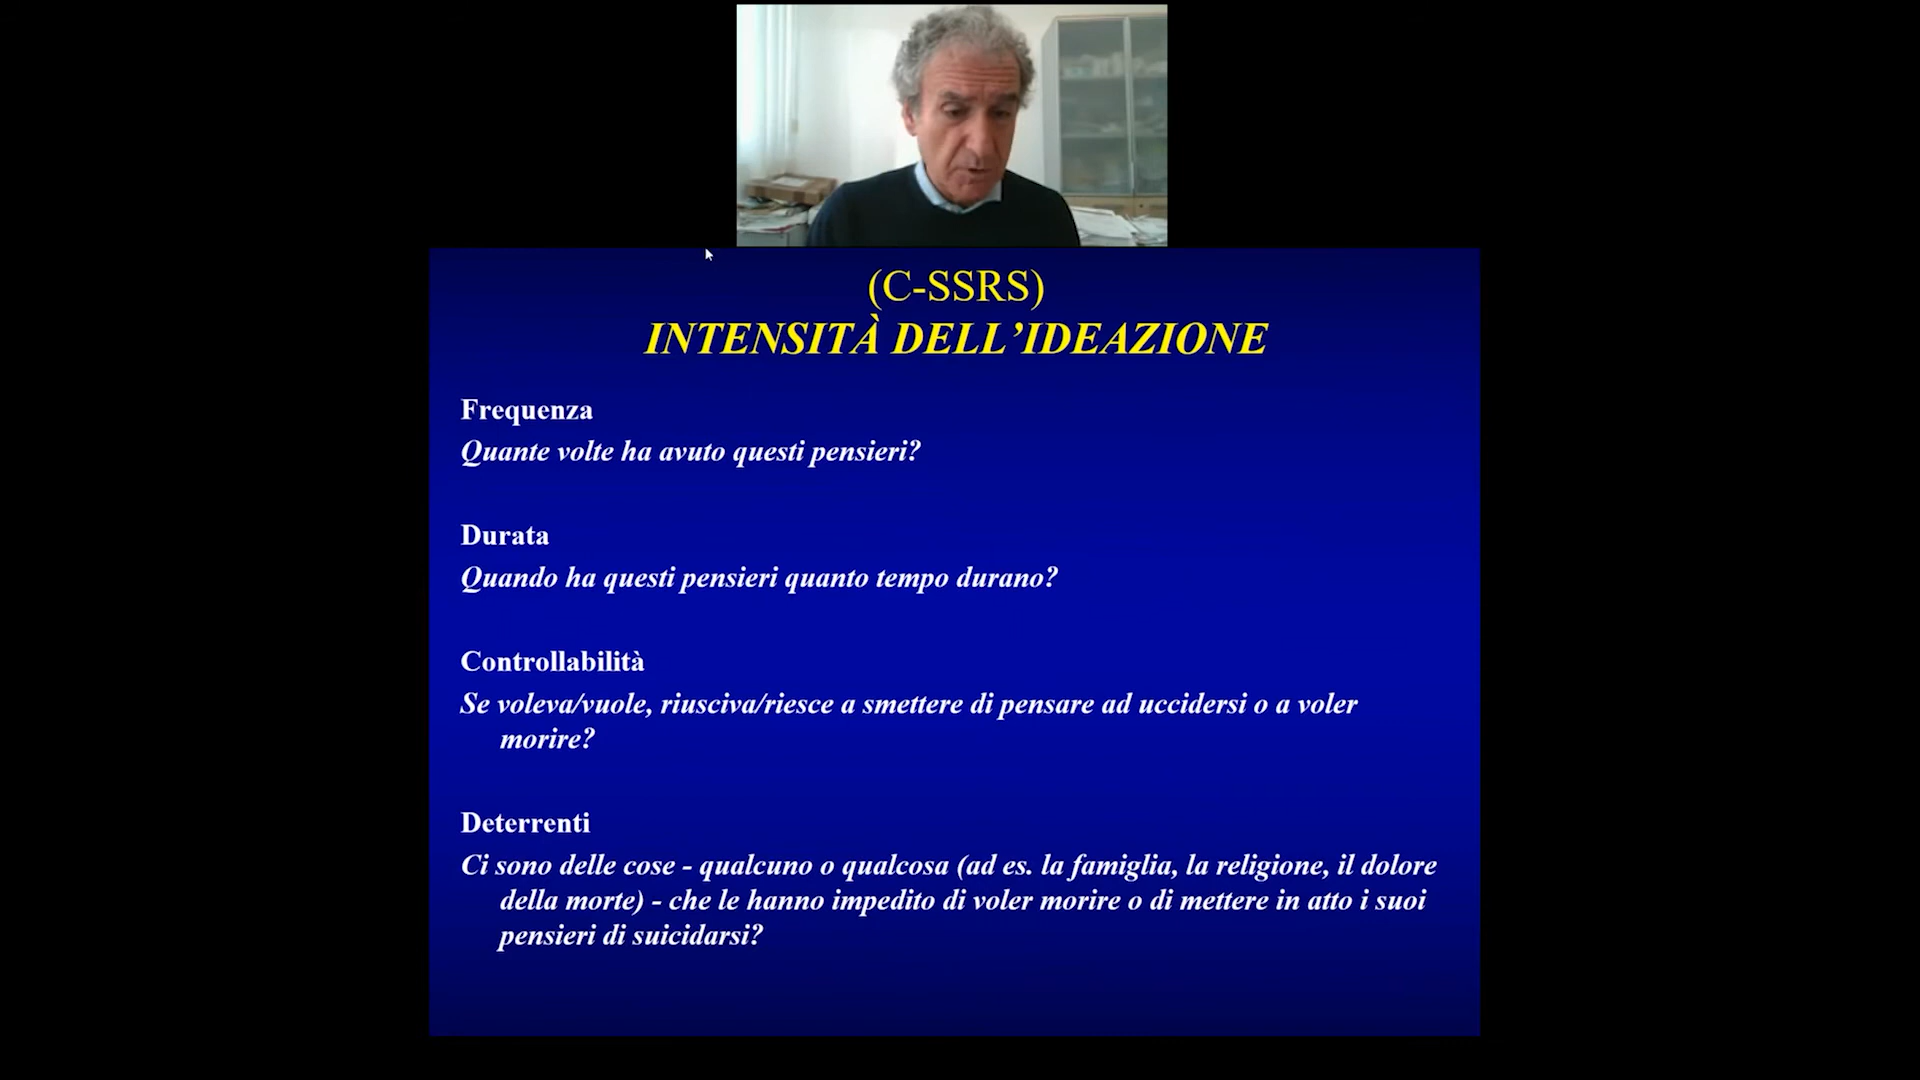 (C-SSRS)
INTENSITÀ DELL’IDEAZIONE
Frequenza
Quante volte ha avuto questi pensieri?
Durata
Quando ha questi pensieri quanto tempo durano?
Controllabilità
Se voleva/vuole, riusciva/riesce a smettere di pensare ad uccidersi o a voler
morire?
Deterrenti
Ci sono delle cose - qualcuno o qualcosa (ad es. la famiglia, la religione, il dolore
della morte) - che le hanno impedito di voler morire o di mettere in atto i suoi
pensieri di suicidarsi?